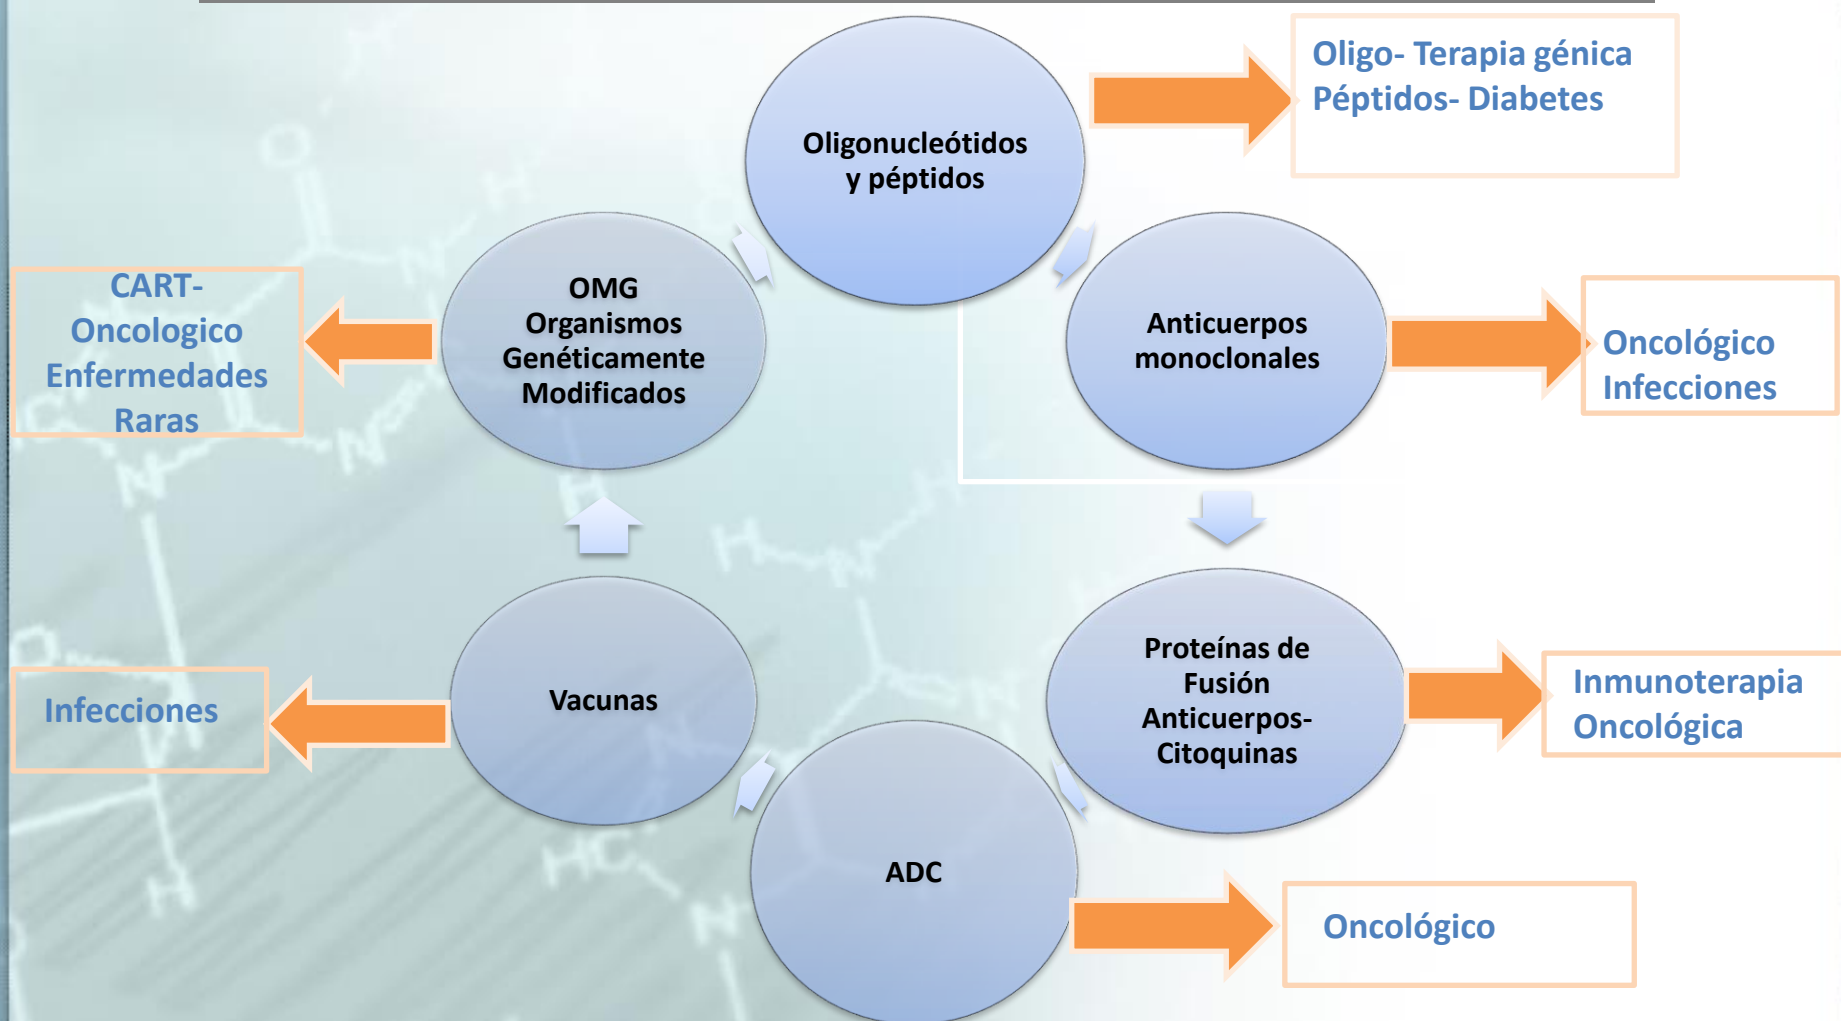 Oligonucleótidos
y péptidos
Oligo- Terapia génica
Péptidos- Diabetes
Anticuerpos
monoclonales
Oncológico
Infecciones
Proteínas de
Fusión
Anticuerpos-
Citoquinas
Inmunoterapia
Oncológica
ADC
Oncológico
Vacunas
Infecciones
OMG
Organismos
Genéticamente
Modificados
CART-
Oncologico
Enfermedades
Raras